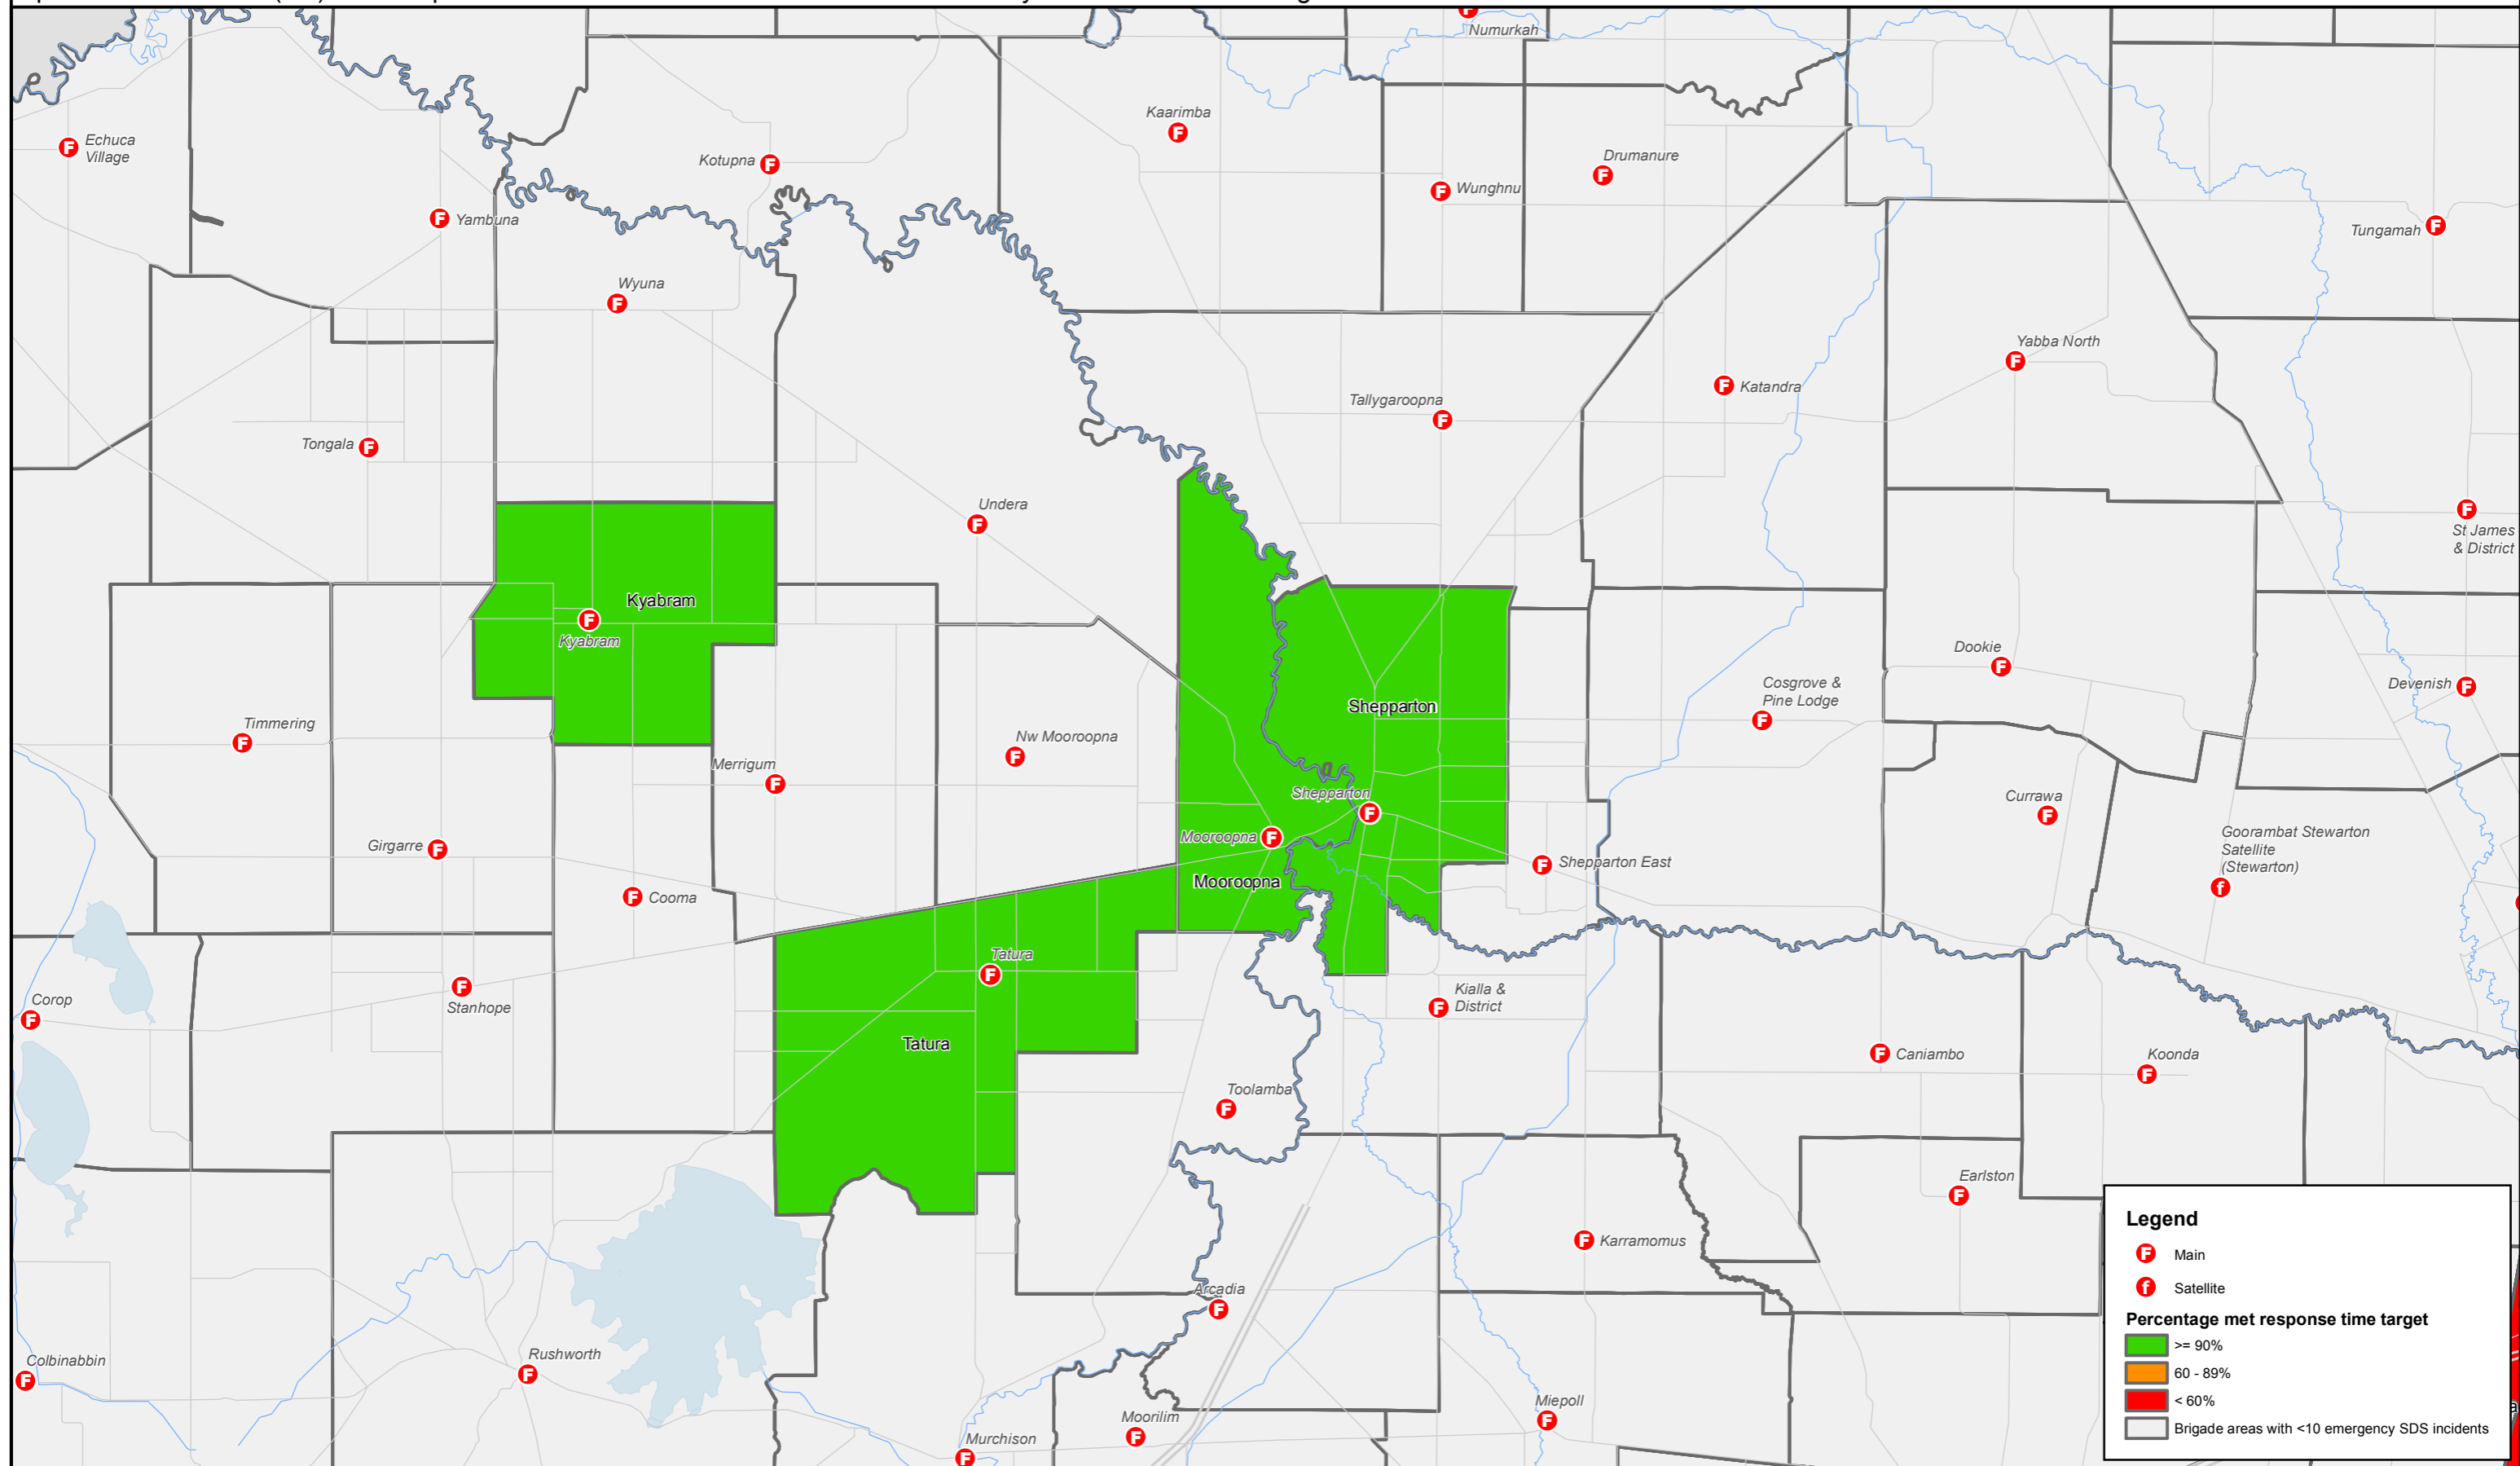 Numurkah
Kaarimba
Echuca
Village
Kotupna
Drumanure
Wunghnu
Yambuna
Tungamah
Wyuna
Yabba North
Katandra
Tallygaroopna
Tongala
Undera
St James
& District
Kyabram
Kyabram
Dookie
Cosgrove &
Pine Lodge
Devenish
Shepparton
Timmering
Nw Mooroopna
Merrigum
Shepparton
Currawa
Mooroopna
Goorambat Stewarton
Satellite
(Stewarton)
Girgarre
Shepparton East
Mooroopna
Cooma
Tatura
Corop
Stanhope
Kialla &
District
Tatura
Caniambo
Koonda
Toolamba
Earlston
Karramomus
Arcadia
Colbinabbin
Rushworth
Miepoll
Moorilim
Murchison
Legend
F Main
f Satellite
Percentage met response time target
>= 90%
60 - 89%
< 60%
Brigade areas with <10 emergency SDS incidents